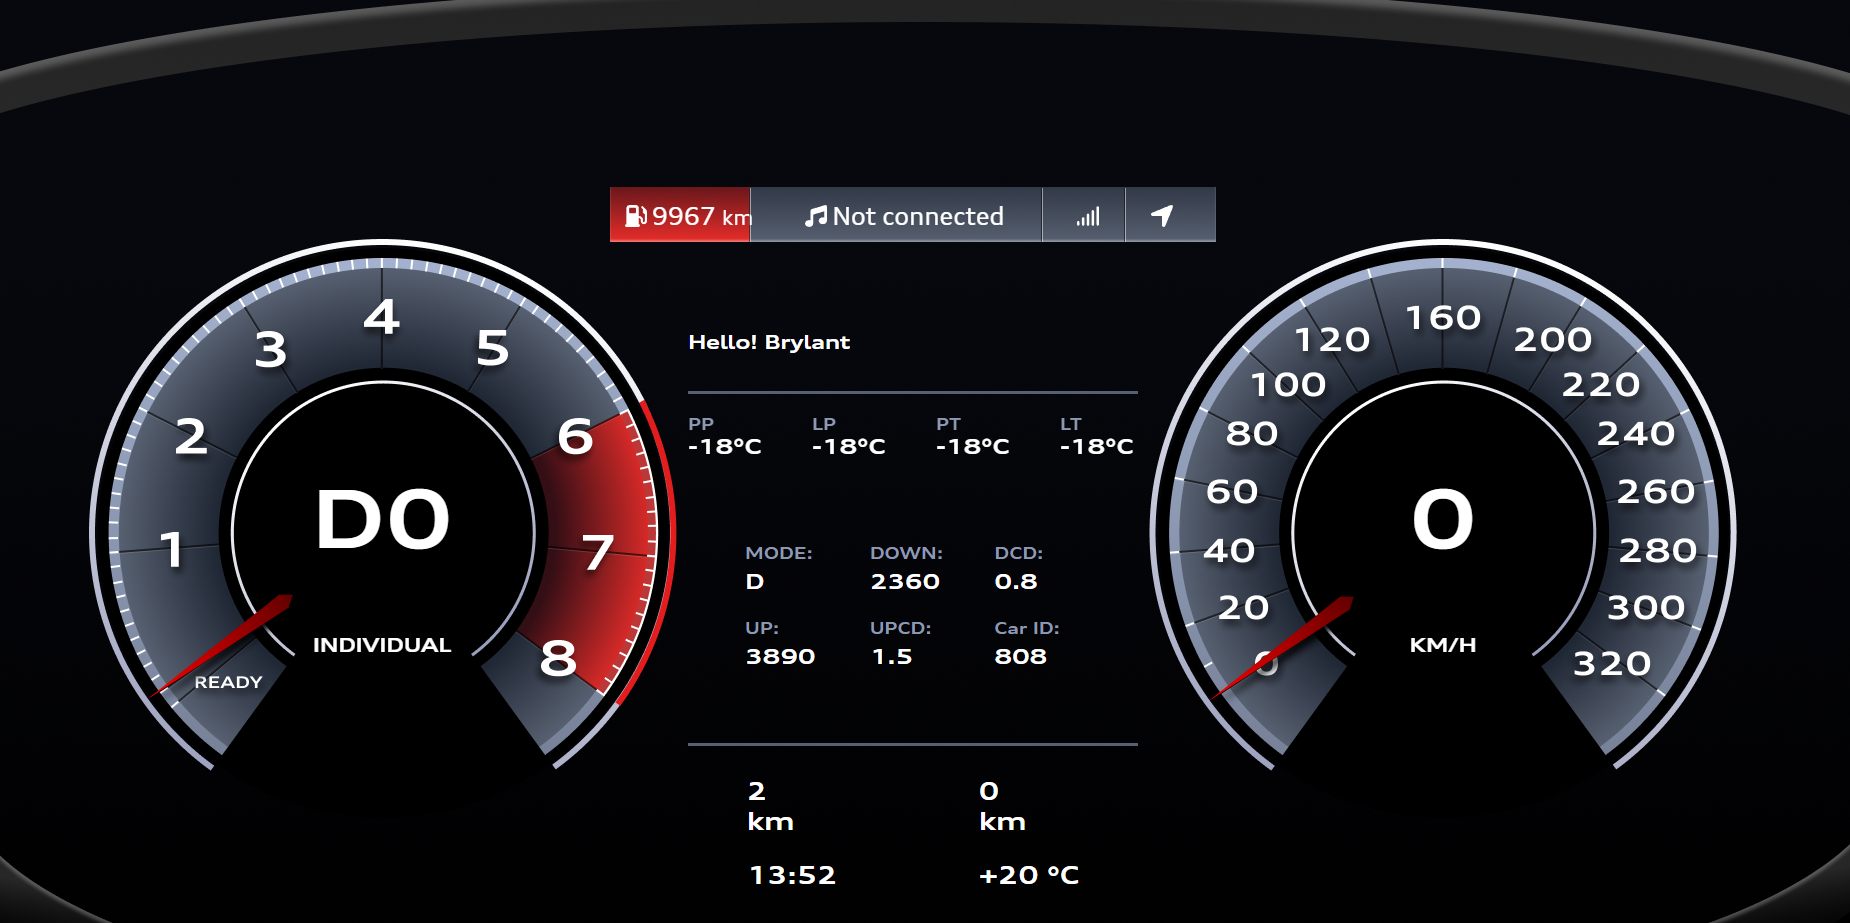 9967 km
Not connected
Hello! Brylant
PP LP PT LT
-18°C -18°C -18°C -18°C
MODE: DOWN: DCD:
D 2360 0.8
UP: UPCD: Car ID:
3890 1.5 808
2 km
0 km
13:52 +20 °C
READY
1
2
3
4
5
6
7
8
D0
INDIVIDUAL
0
20
40
60
80
100
120
160
200
220
240
260
280
300
320
0
KM/H